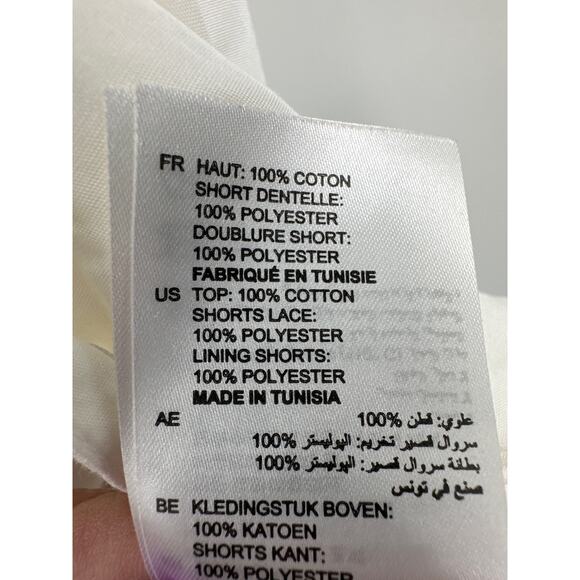 FR HAUT: 100% COTON
SHORT DENTELLE:
100% POLYESTER
DOUBLURE SHORT:
100% POLYESTER
FABRIQUÉ EN TUNISIE
US TOP: 100% COTTON
SHORTS LACE:
100% POLYESTER
LINING SHORTS:
100% POLYESTER
MADE IN TUNISIA
AE علوي: قطن 100%
سروال قصير تخريم: البوليستر 100%
بطانة سروال قصير: البوليستر 100%
صنع في تونس
BE KLEDINGSTUK BOVEN:
100% KATOEN
SHORTS KANT:
100% POLYESTER